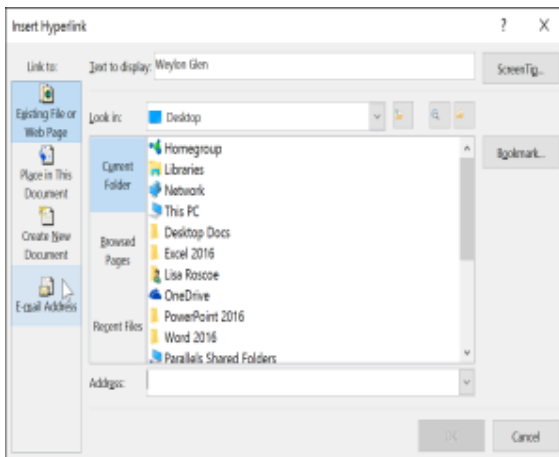 Insert Hyperlink
? X
Link to:
Text to display: Weylon Glen
ScreenTip...
Existing File or
Web Page
Look in: Desktop
Bookmark...
Place in This
Document
Create New
Document
E-mail Address
Current
Folder
Browsed
Pages
Recent Files
Homegroup
Libraries
Network
This PC
Desktop Docs
Excel 2016
Lisa Roscoe
OneDrive
PowerPoint 2016
Word 2016
Parallels Shared Folders
Address:
OK
Cancel